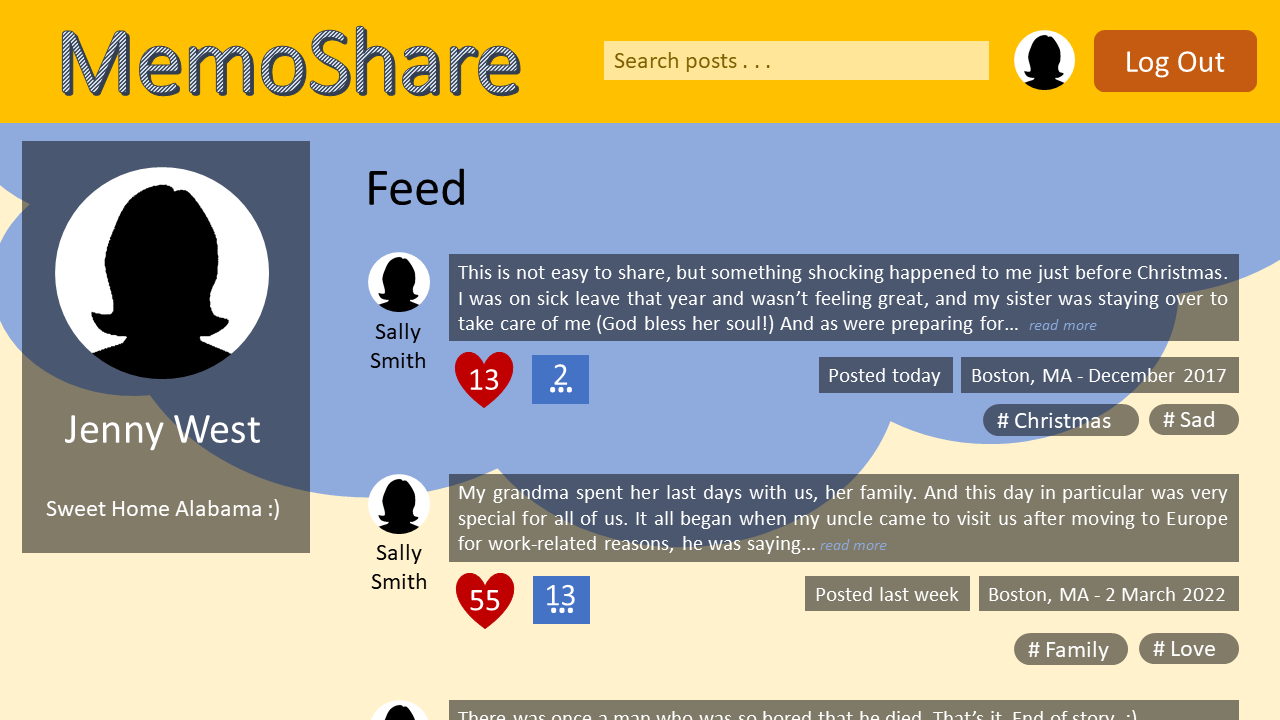 MemoShare
Search posts . . .
Log Out
Jenny West
Sweet Home Alabama :)
Feed
Sally
Smith
This is not easy to share, but something shocking happened to me just before Christmas.
I was on sick leave that year and wasn’t feeling great, and my sister was staying over to
take care of me (God bless her soul!) And as were preparing for... read more
13
2
...
Posted today
Boston, MA - December 2017
# Christmas
# Sad
Sally
Smith
My grandma spent her last days with us, her family. And this day in particular was very
special for all of us. It all began when my uncle came to visit us after moving to Europe
for work-related reasons, he was saying... read more
55
13
...
Posted last week
Boston, MA - 2 March 2022
# Family
# Love
There was once a man who was so bored that he died. That’s it. End of story. :)